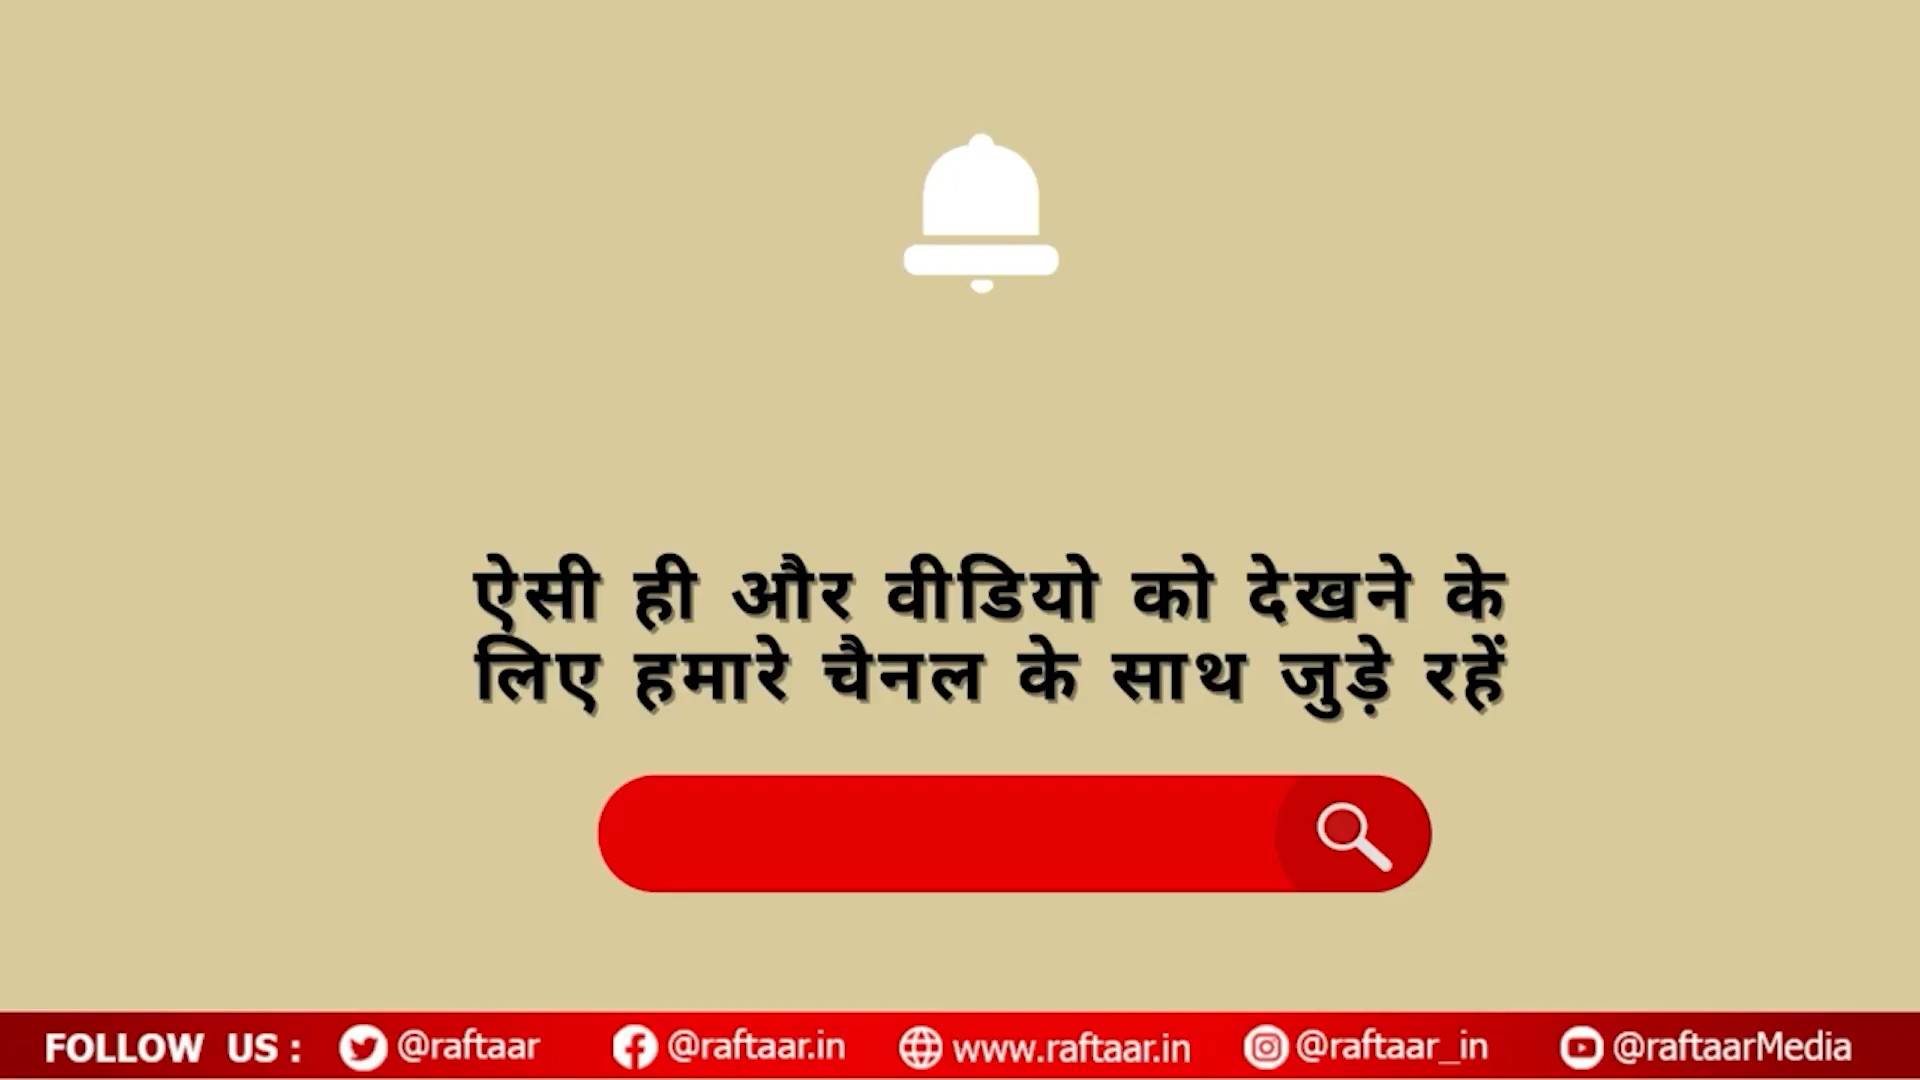 ऐसी ही और वीडियो को देखने के
लिए हमारे चैनल के साथ जुड़े रहें
FOLLOW US : @raftaar @raftaar.in www.raftaar.in @raftaar_in @raftaarMedia